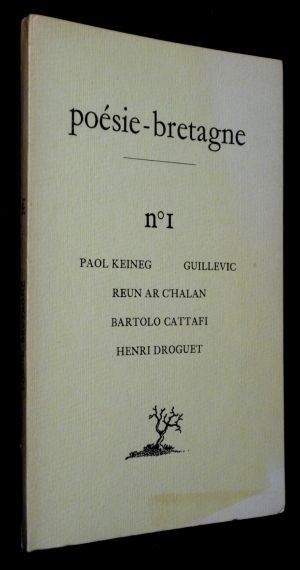 poésie-bretagne
n°1
PAOL KEINEG GUILLEVIC
REUN AR C'HALAN
BARTOLO CATTAFI
HENRI DROGUET